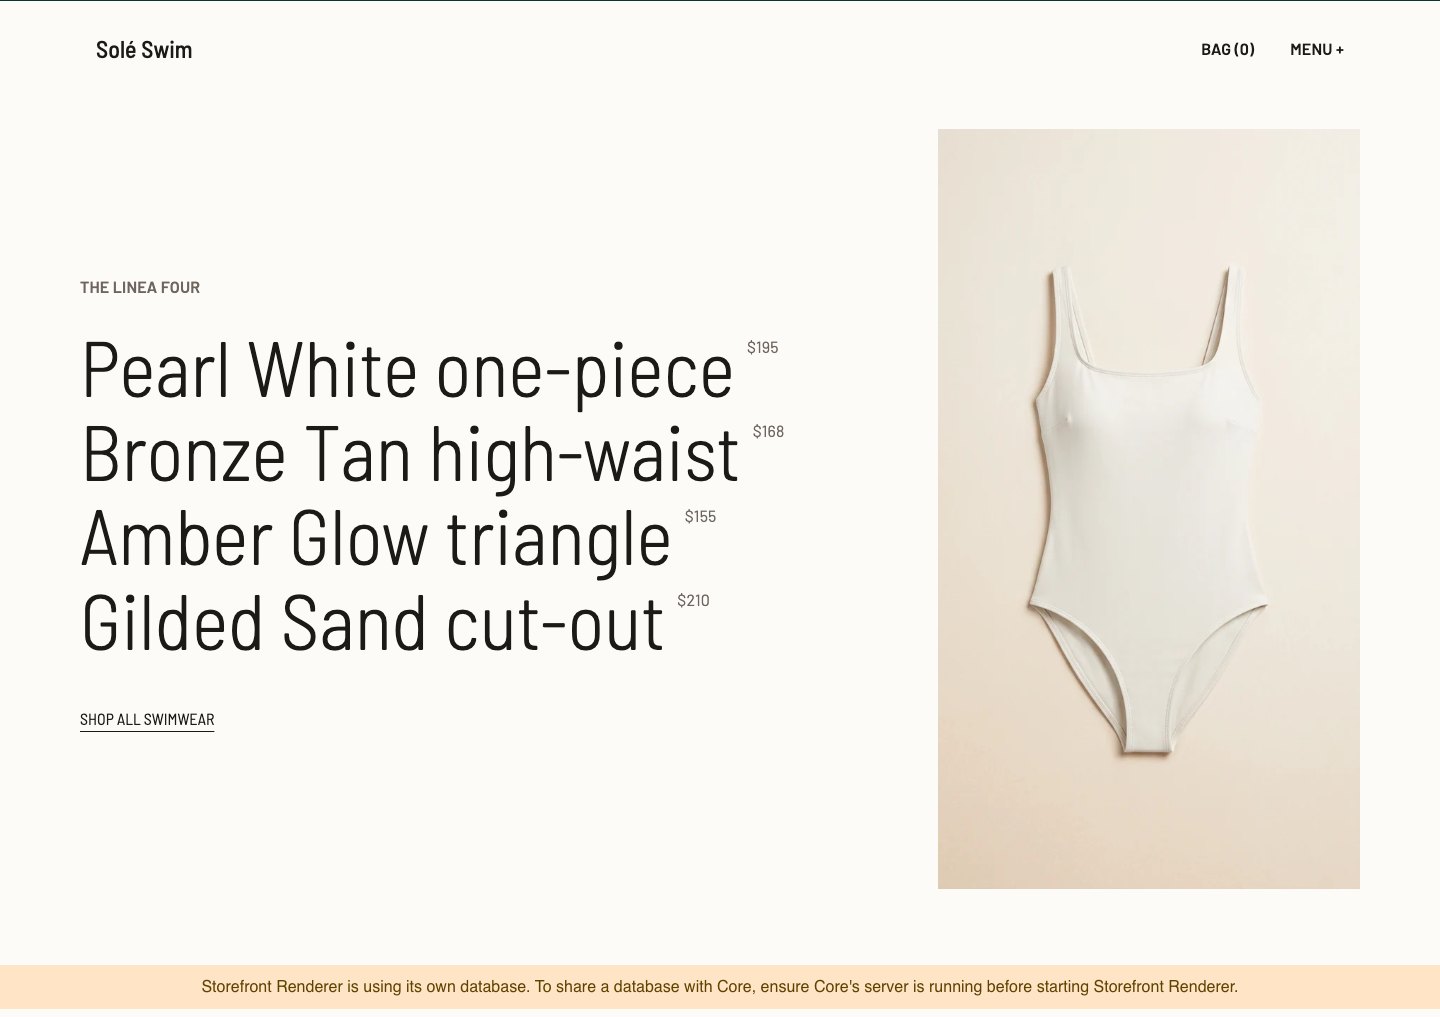 Solé Swim
BAG (0)
MENU +
THE LINEA FOUR
Pearl White one-piece $195
Bronze Tan high-waist $168
Amber Glow triangle $155
Gilded Sand cut-out $210
SHOP ALL SWIMWEAR
Storefront Renderer is using its own database. To share a database with Core, ensure Core's server is running before starting Storefront Renderer.